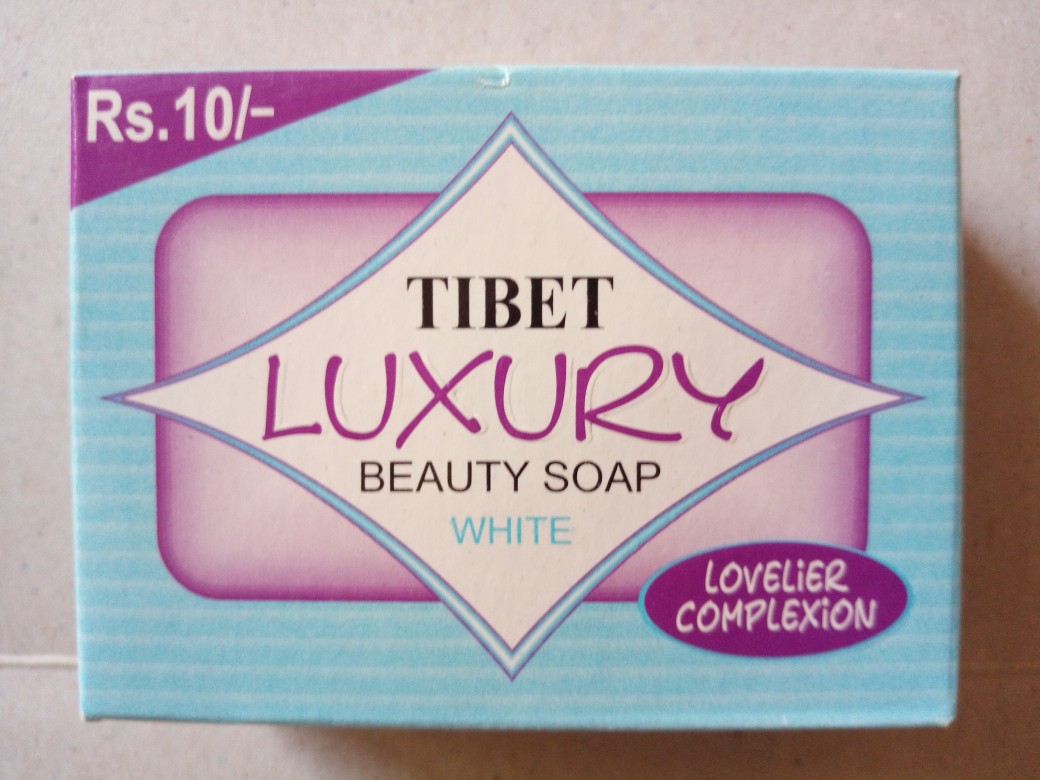 Rs.10/-
TIBET
LUXURY
BEAUTY SOAP
WHITE
LOVELiER
COMPLEXiON